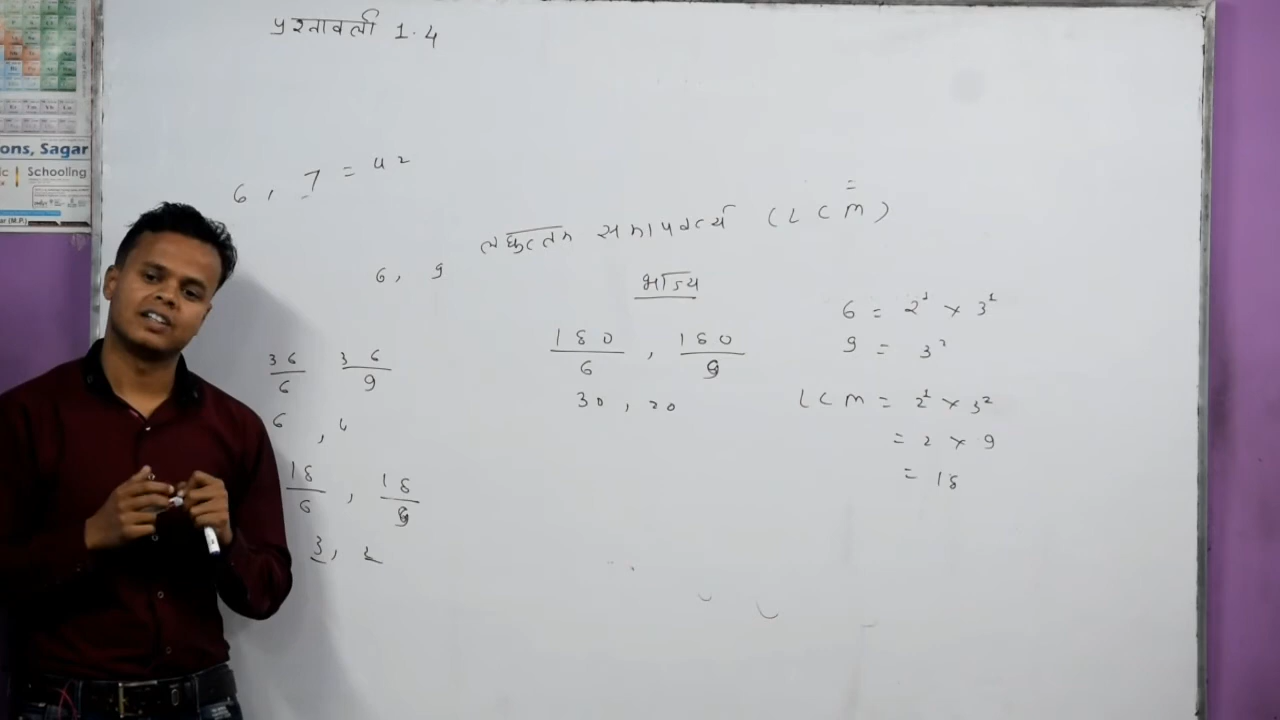 प्रश्नावली 1.4
ons, Sagar
ic Schooling
ar (M.P.)
6, 7 = 42
लघुत्तम समापवर्त्य (LCM)
=
6, 9
भाज्य
36/6 36/9
6, 4
18/6, 18/9
3, 2
180/6, 180/9
30, 20
6 = 2¹ × 3¹
9 = 3²
LCM = 2¹ × 3²
= 2 × 9
= 18